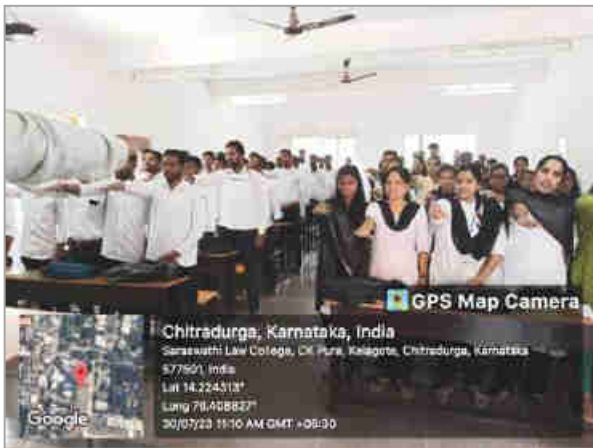 GPS Map Camera
Chitradurga, Karnataka, India
Saraswathi Law College, CK Pura, Kelagote, Chitradurga, Karnataka
577501, India
Lat 14.224313°
Long 76.408827°
30/07/23 11:10 AM GMT +05:30
Google